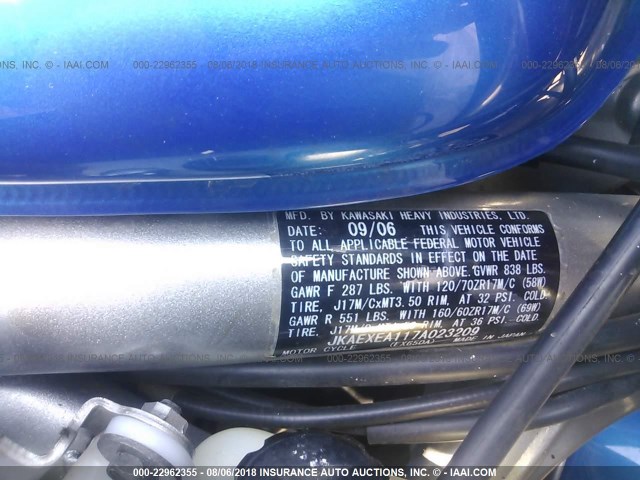 INC. © - IAAI.COM 000-22962355 - 08/06/2018 INSURANCE AUTO AUCTIONS, INC. © - IAAI.COM 000-22962355 - 08/06/2018
MFD. BY KAWASAKI HEAVY INDUSTRIES, LTD.
DATE: 09/06 THIS VEHICLE CONFORMS
TO ALL APPLICABLE FEDERAL MOTOR VEHICLE
SAFETY STANDARDS IN EFFECT ON THE DATE
OF MANUFACTURE SHOWN ABOVE. GVWR 838 LBS.
GAWR F 287 LBS. WITH 120/70ZR17M/C (58W)
TIRE, J17M/CxMT3.50 RIM, AT 32 PSI. COLD.
GAWR R 551 LBS. WITH 160/60ZR17M/C (69W)
TIRE, RIM, AT 36 PSI. COLD.
JKAEXEA117A023209
MOTOR CYCLE (EX650A) MADE IN JAPAN
000-22962355 - 08/06/2018 INSURANCE AUTO AUCTIONS, INC. © - IAAI.COM